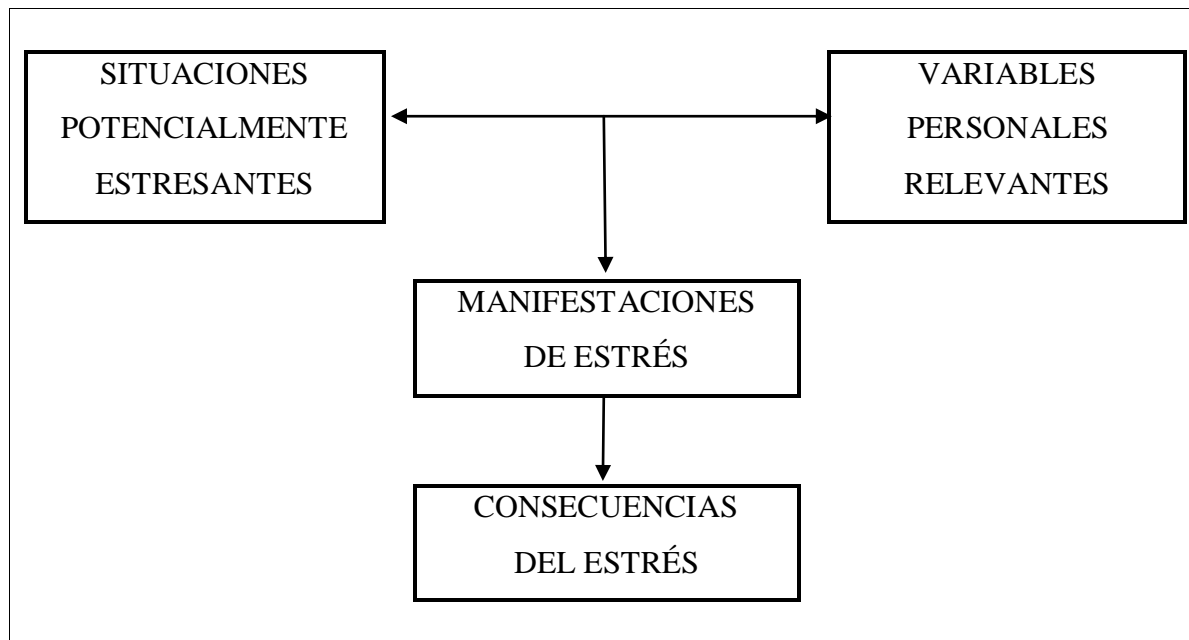 SITUACIONES
POTENCIALMENTE
ESTRESANTES
VARIABLES
PERSONALES
RELEVANTES
MANIFESTACIONES
DE ESTRÉS
CONSECUENCIAS
DEL ESTRÉS